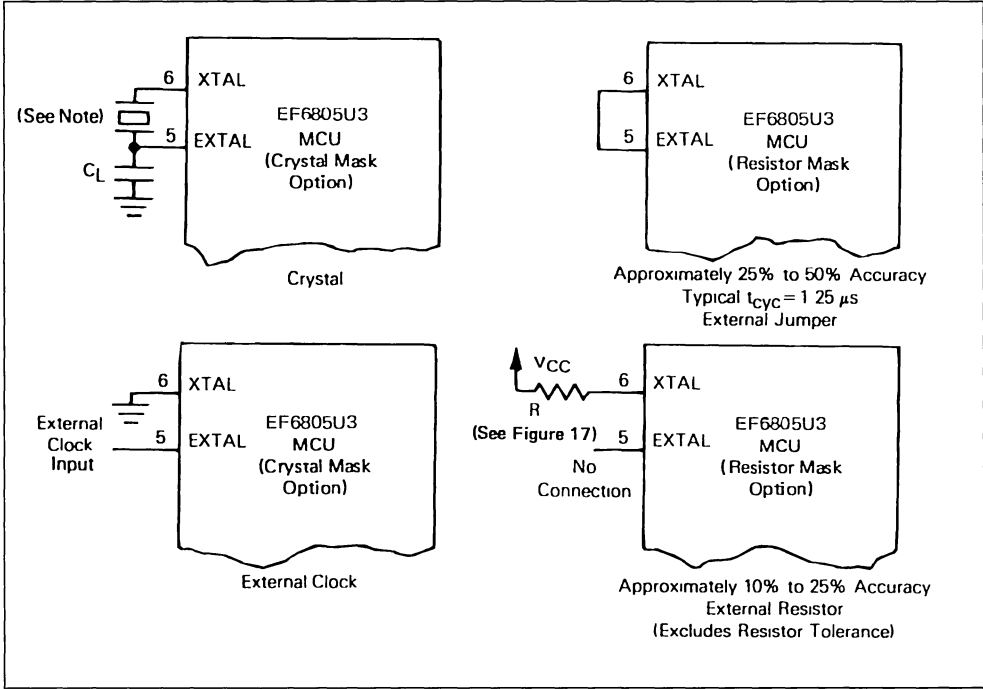 6 XTAL
(See Note)
EF6805U3
5 EXTAL
MCU
(Crystal Mask
Option)
CL
Crystal
6 XTAL
EF6805U3
5 EXTAL
MCU
(Resistor Mask
Option)
Approximately 25% to 50% Accuracy
Typical tcyc = 1 25 μs
External Jumper
6 XTAL
External
Clock
Input
5 EXTAL
EF6805U3
MCU
(Crystal Mask
Option)
External Clock
VCC
6 XTAL
R
(See Figure 17)
5 EXTAL
No
Connection
EF6805U3
MCU
(Resistor Mask
Option)
Approximately 10% to 25% Accuracy
External Resistor
(Excludes Resistor Tolerance)